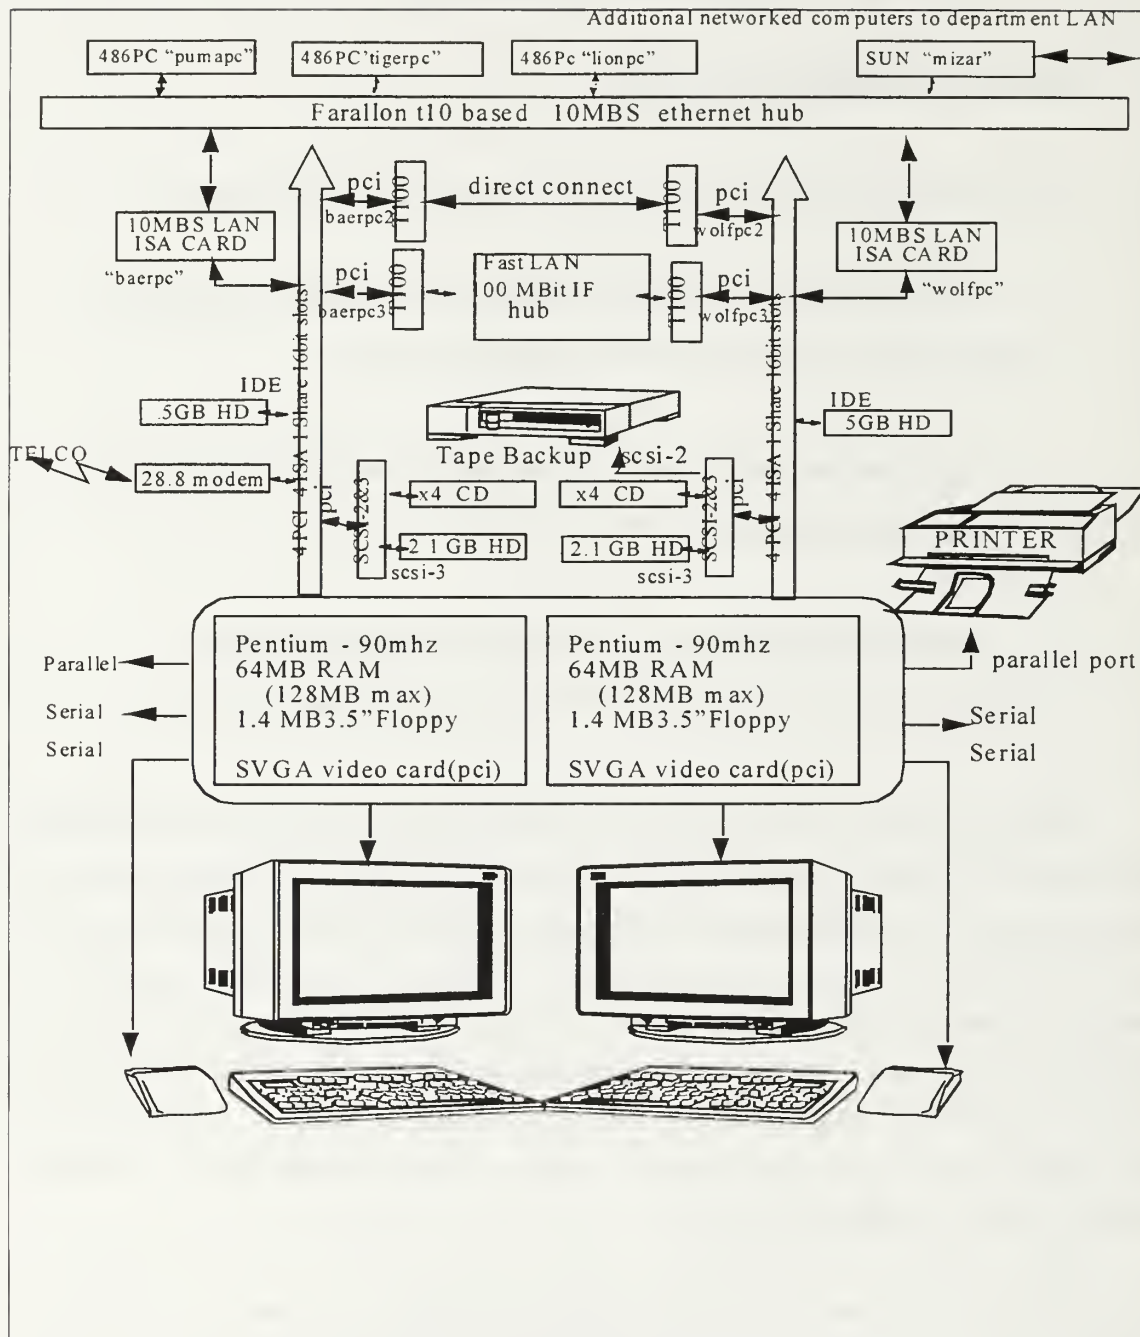 Additional networked computers to department LAN
486PC "pumapc"
486PC'tigerpc"
486Pc "lionpc"
SUN "mizar"
Farallon t10 based 10MBS ethernet hub
pci
T100
direct connect
T100
pci
baerpc2
wolfpc2
10MBS LAN
ISA CARD
10MBS LAN
ISA CARD
"baerpc"
"wolfpc"
pci
T100
Fast LAN
00 MBit IF
hub
T100
pci
baerpc3
wolfpc3
4 PCI 4 ISA 1 Share 16bit slots
4 PCI 4 ISA 1 Share 16bit slots
IDE
.5GB HD
IDE
.5GB HD
Tape Backup
scsi-2
TELCO
28.8 modem
pci
SCSI-2&3
x4 CD
x4 CD
SCSI-2&3
pci
2 1 GB HD
2.1 GB HD
scsi-3
scsi-3
PRINTER
Pentium - 90mhz
64MB RAM
(128MB max)
1.4 MB3.5"Floppy
SVGA video card(pci)
Pentium - 90mhz
64MB RAM
(128MB max)
1.4 MB3.5"Floppy
SVGA video card(pci)
Parallel
parallel port
Serial
Serial
Serial
Serial